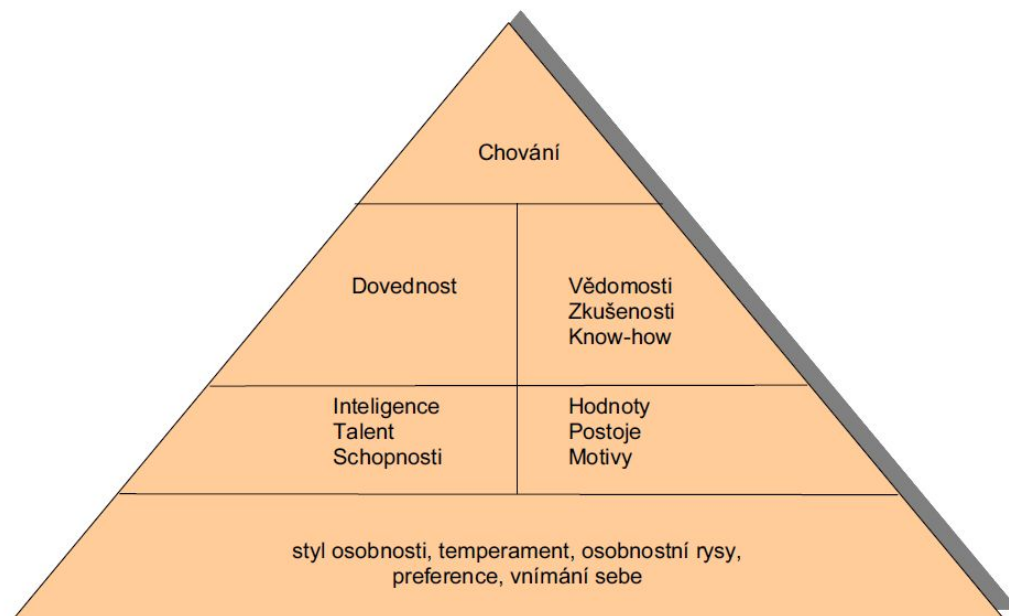 Chování
Dovednost
Vědomosti
Zkušenosti
Know-how
Inteligence
Talent
Schopnosti
Hodnoty
Postoje
Motivy
styl osobnosti, temperament, osobnostní rysy,
preference, vnímání sebe